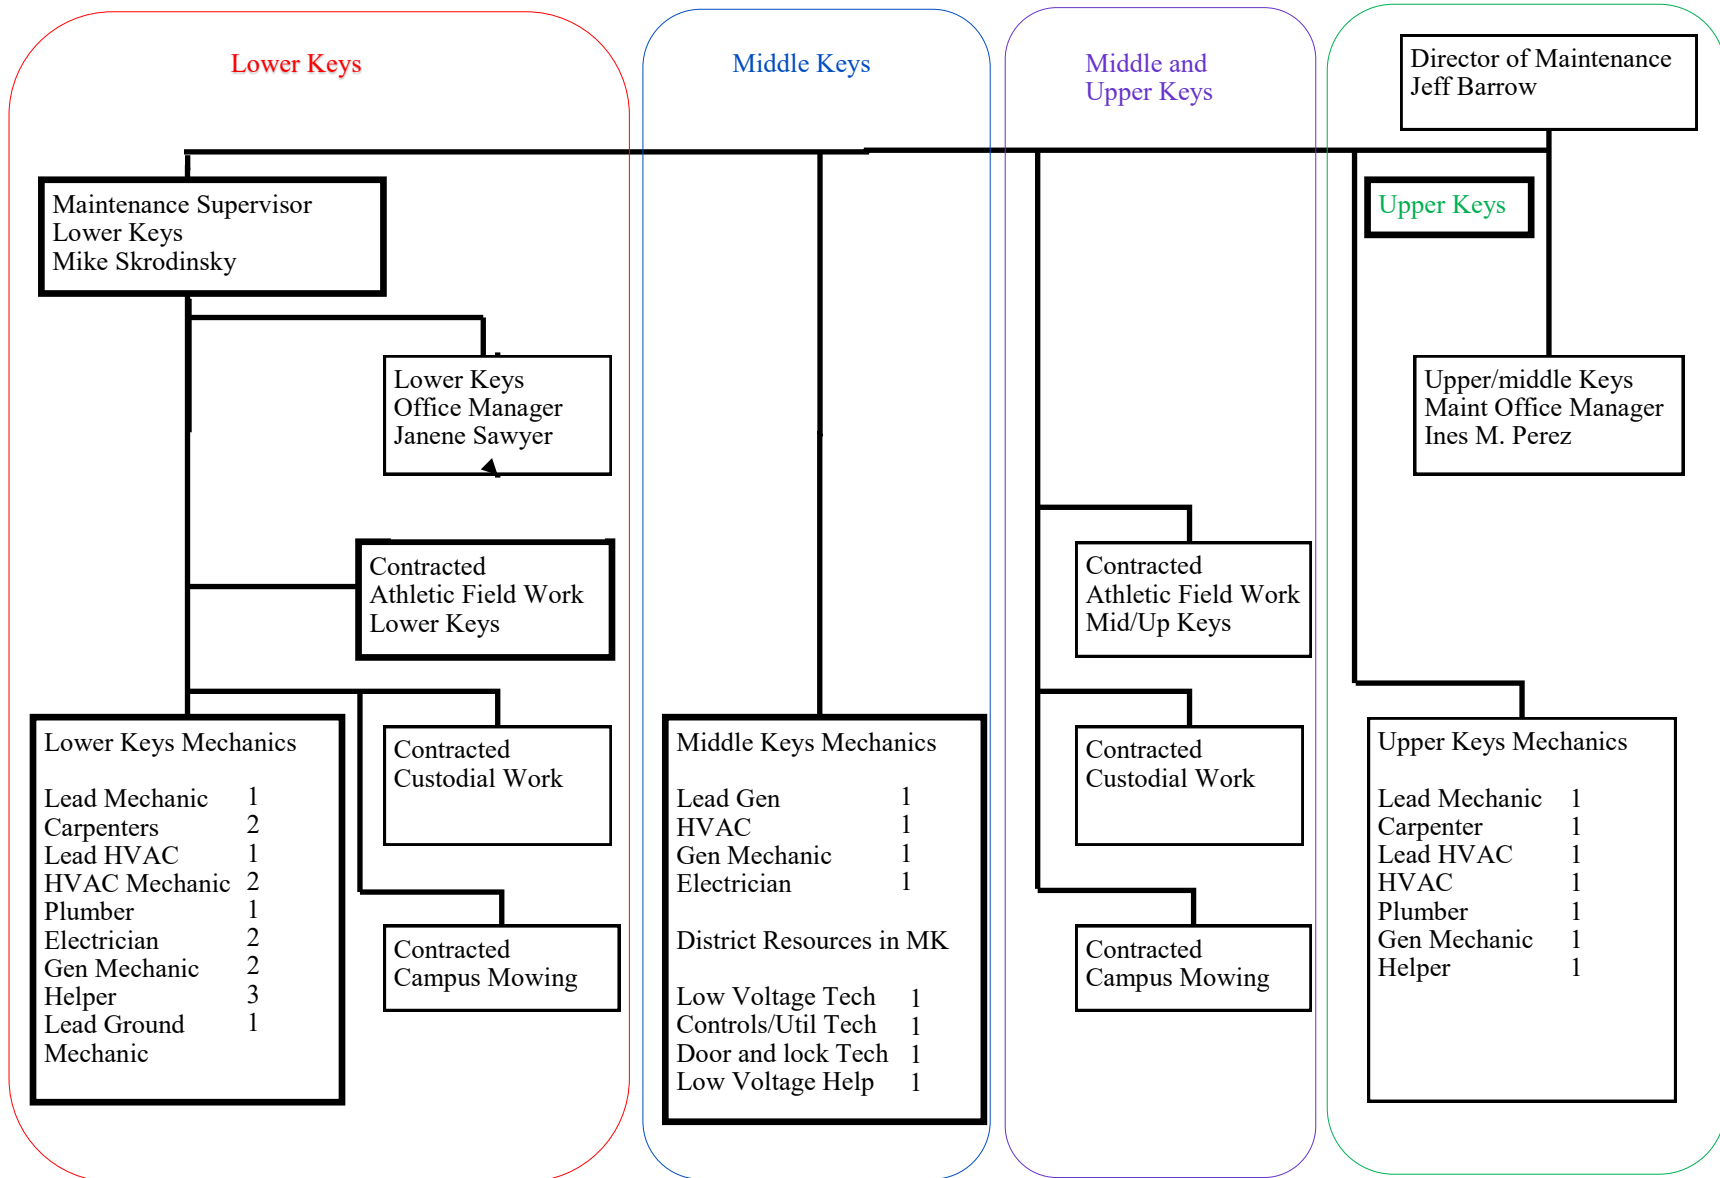 Lower Keys
Middle Keys
Middle and
Upper Keys
Director of Maintenance
Jeff Barrow
Maintenance Supervisor
Lower Keys
Mike Skrodinsky
Upper Keys
Lower Keys
Office Manager
Janene Sawyer
Upper/middle Keys
Maint Office Manager
Ines M. Perez
Contracted
Athletic Field Work
Lower Keys
Contracted
Athletic Field Work
Mid/Up Keys
Lower Keys Mechanics
Lead Mechanic 1
Carpenters 2
Lead HVAC 1
HVAC Mechanic 2
Plumber 1
Electrician 2
Gen Mechanic 2
Helper 3
Lead Ground 1
Mechanic
Contracted
Custodial Work
Contracted
Campus Mowing
Middle Keys Mechanics
Lead Gen 1
HVAC 1
Gen Mechanic 1
Electrician 1
District Resources in MK
Low Voltage Tech 1
Controls/Util Tech 1
Door and lock Tech 1
Low Voltage Help 1
Contracted
Custodial Work
Contracted
Campus Mowing
Upper Keys Mechanics
Lead Mechanic 1
Carpenter 1
Lead HVAC 1
HVAC 1
Plumber 1
Gen Mechanic 1
Helper 1